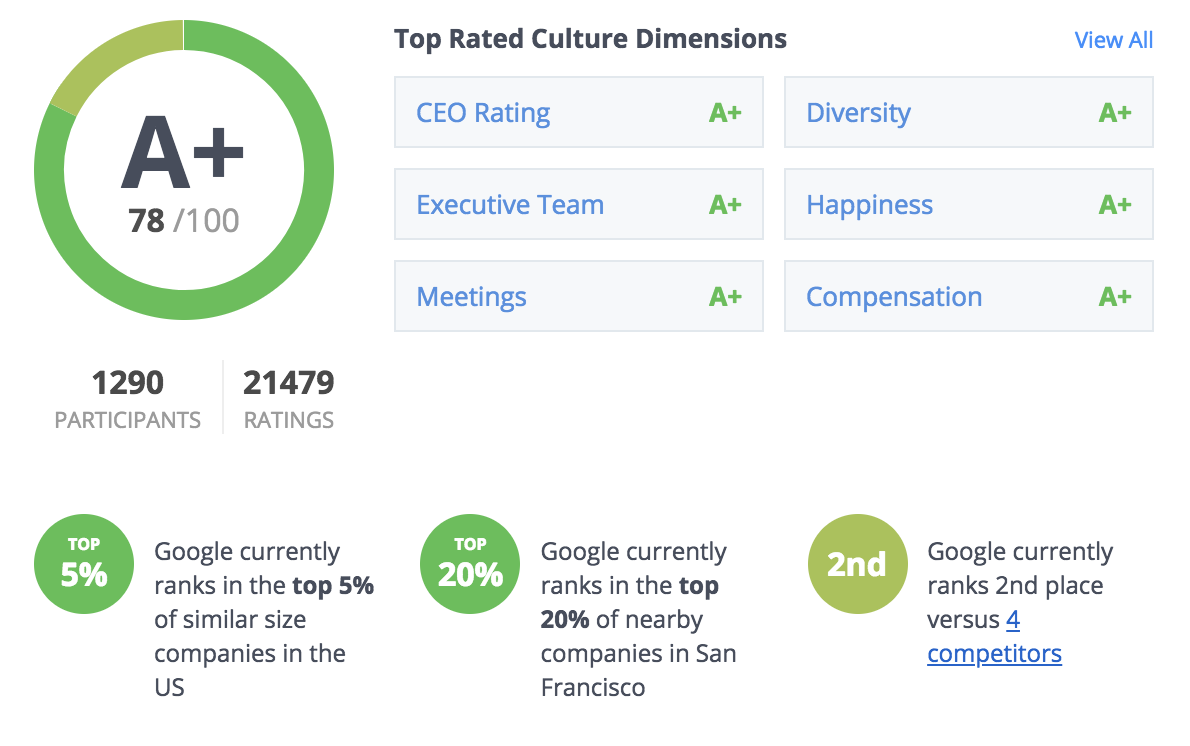 A+
78 /100
1290
PARTICIPANTS
21479
RATINGS
Top Rated Culture Dimensions
View All
CEO Rating A+
Diversity A+
Executive Team A+
Happiness A+
Meetings A+
Compensation A+
TOP
5%
Google currently
ranks in the top 5%
of similar size
companies in the
US
TOP
20%
Google currently
ranks in the top
20% of nearby
companies in San
Francisco
2nd
Google currently
ranks 2nd place
versus 4
competitors